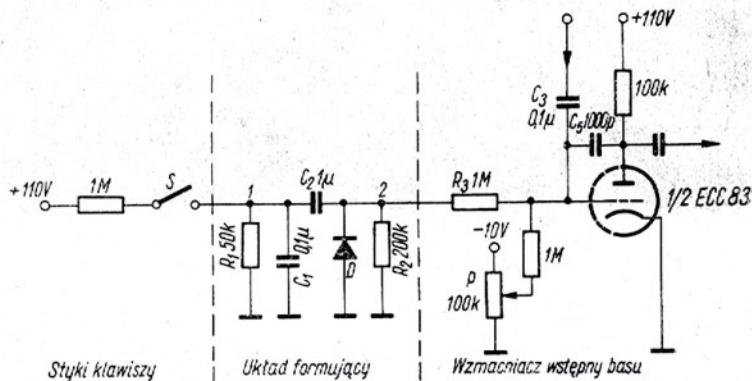 +110V
1M
S
1
R₁ 50k
C₁
0,1µ
C₂ 1µ
D
2
R₂ 200k
R₃ 1M
-10V
P
100k
1M
C₃
0,1µ
C₅ 1000p
+110V
100k
1/2 ECC 83
Styki klawiszy
Układ formujący
Wzmacniacz wstępny basu